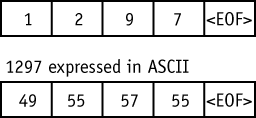 1 2 9 7 <EOF>
1297 expressed in ASCII
49 55 57 55 <EOF>